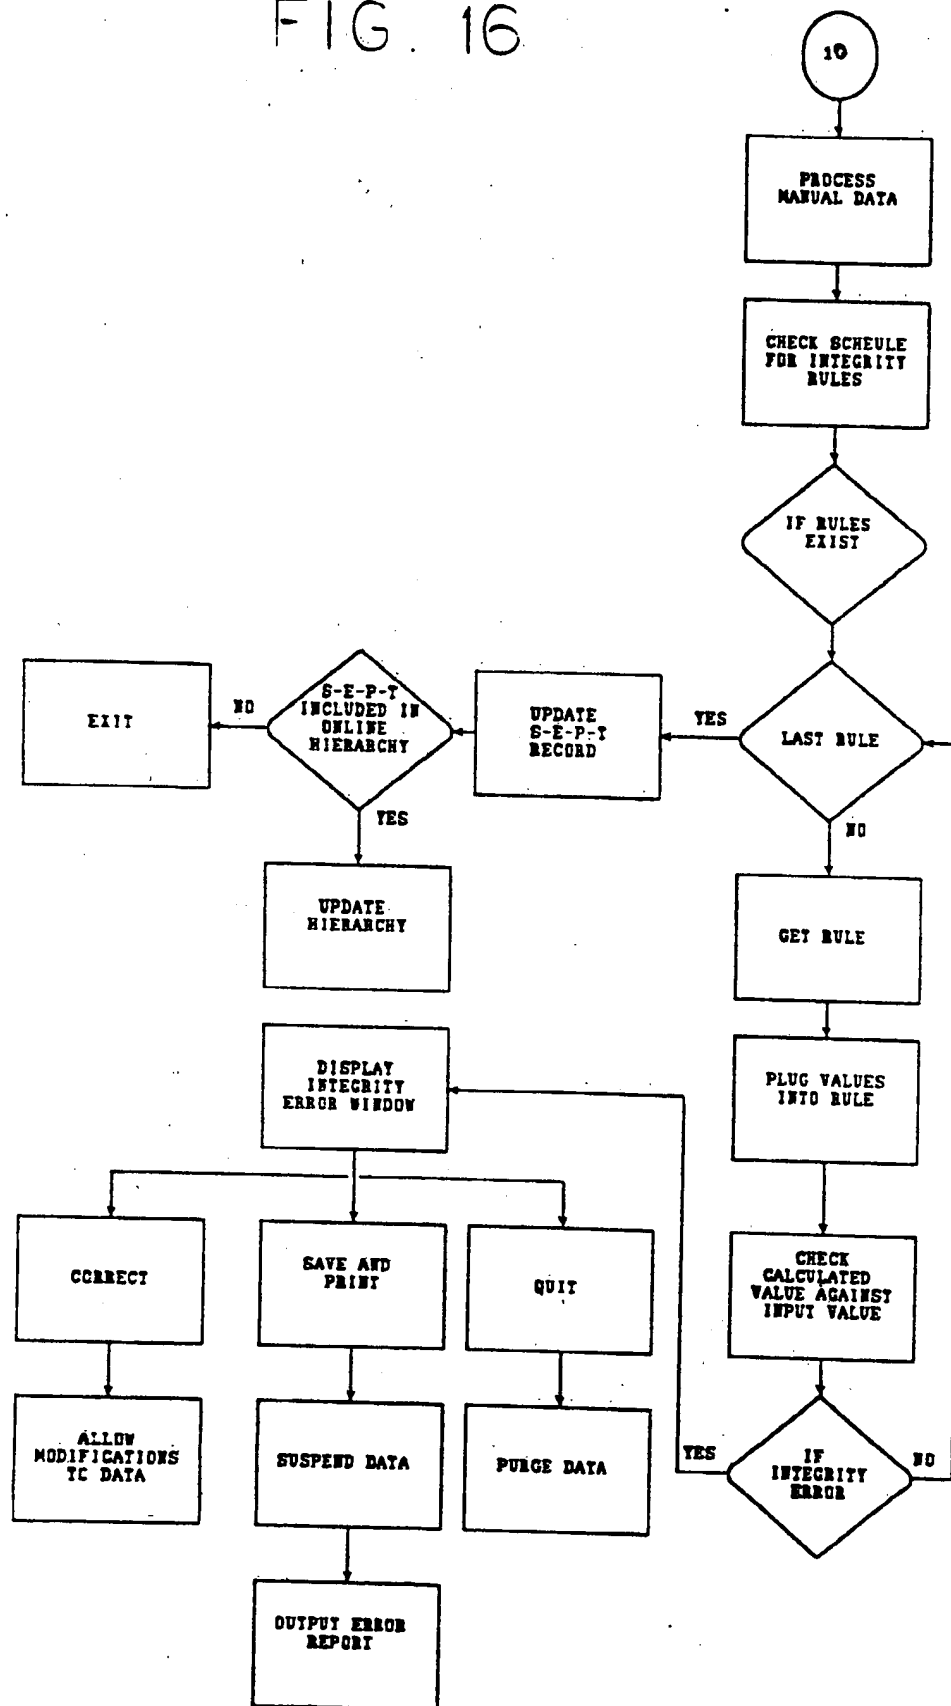 FIG. 16
10
PROCESS
MANUAL DATA
CHECK SCHEULE
FOR INTEGRITY
RULES
IF RULES
EXIST
LAST RULE
YES
NO
UPDATE
S-E-P-T
RECORD
S-E-P-T
INCLUDED IN
ONLINE
HIERARCHY
NO
EXIT
YES
UPDATE
HIERARCHY
GET RULE
PLUG VALUES
INTO RULE
CHECK
CALCULATED
VALUE AGAINST
INPUT VALUE
IF
INTEGRITY
ERROR
NO
YES
DISPLAY
INTEGRITY
ERROR WINDOW
CORRECT
SAVE AND
PRINT
QUIT
ALLOW
MODIFICATIONS
TO DATA
SUSPEND DATA
PURGE DATA
OUTPUT ERROR
REPORT